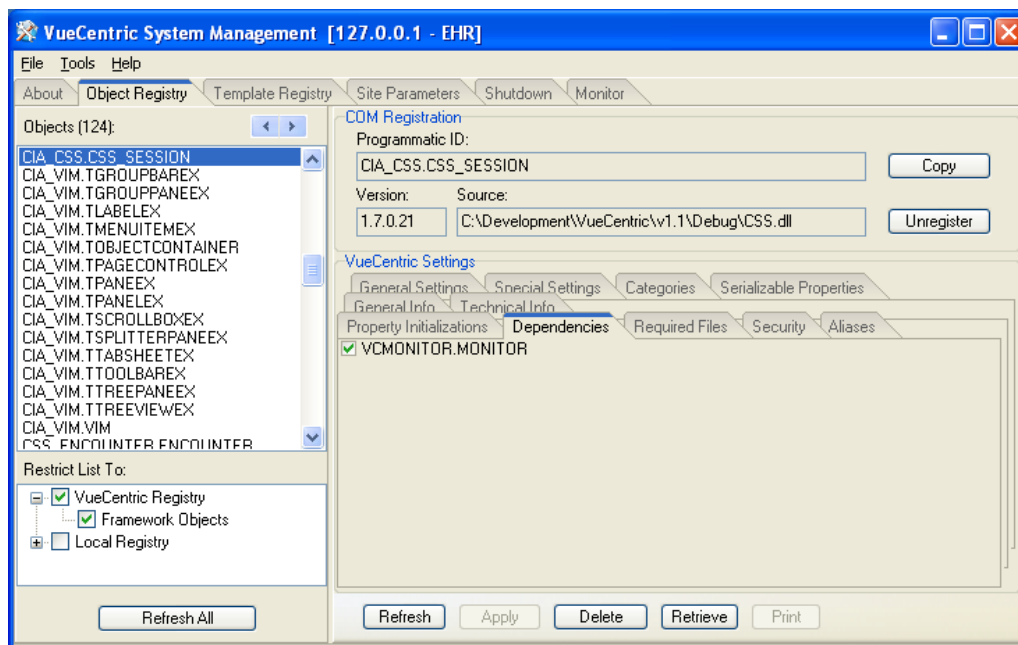 VueCentric System Management [127.0.0.1 - EHR]
File Tools Help
About Object Registry Template Registry Site Parameters Shutdown Monitor
Objects (124):
CIA_CSS.CSS_SESSION
CIA_VIM.TGROUPBAREX
CIA_VIM.TGROUPPANEEX
CIA_VIM.TLABELEX
CIA_VIM.TMENUITEMEX
CIA_VIM.TOBJECTCONTAINER
CIA_VIM.TPAGECONTROLEX
CIA_VIM.TPANEEX
CIA_VIM.TPANELEX
CIA_VIM.TSCROLLBOXEX
CIA_VIM.TSPLITTERPANEEX
CIA_VIM.TTABSHEETEX
CIA_VIM.TTOOLBAREX
CIA_VIM.TTREEPANEEX
CIA_VIM.TTREEVIEWEX
CIA_VIM.VIM
CSS_ENCOUNTER.ENCOUNTER
Restrict List To:
VueCentric Registry
Framework Objects
Local Registry
Refresh All
COM Registration
Programmatic ID:
CIA_CSS.CSS_SESSION
Copy
Version: Source:
1.7.0.21 C:\Development\VueCentric\v1.1\Debug\CSS.dll
Unregister
VueCentric Settings
General Settings Special Settings Categories Serializable Properties
General Info Technical Info
Property Initializations Dependencies Required Files Security Aliases
VCMONITOR.MONITOR
Refresh Apply Delete Retrieve Print